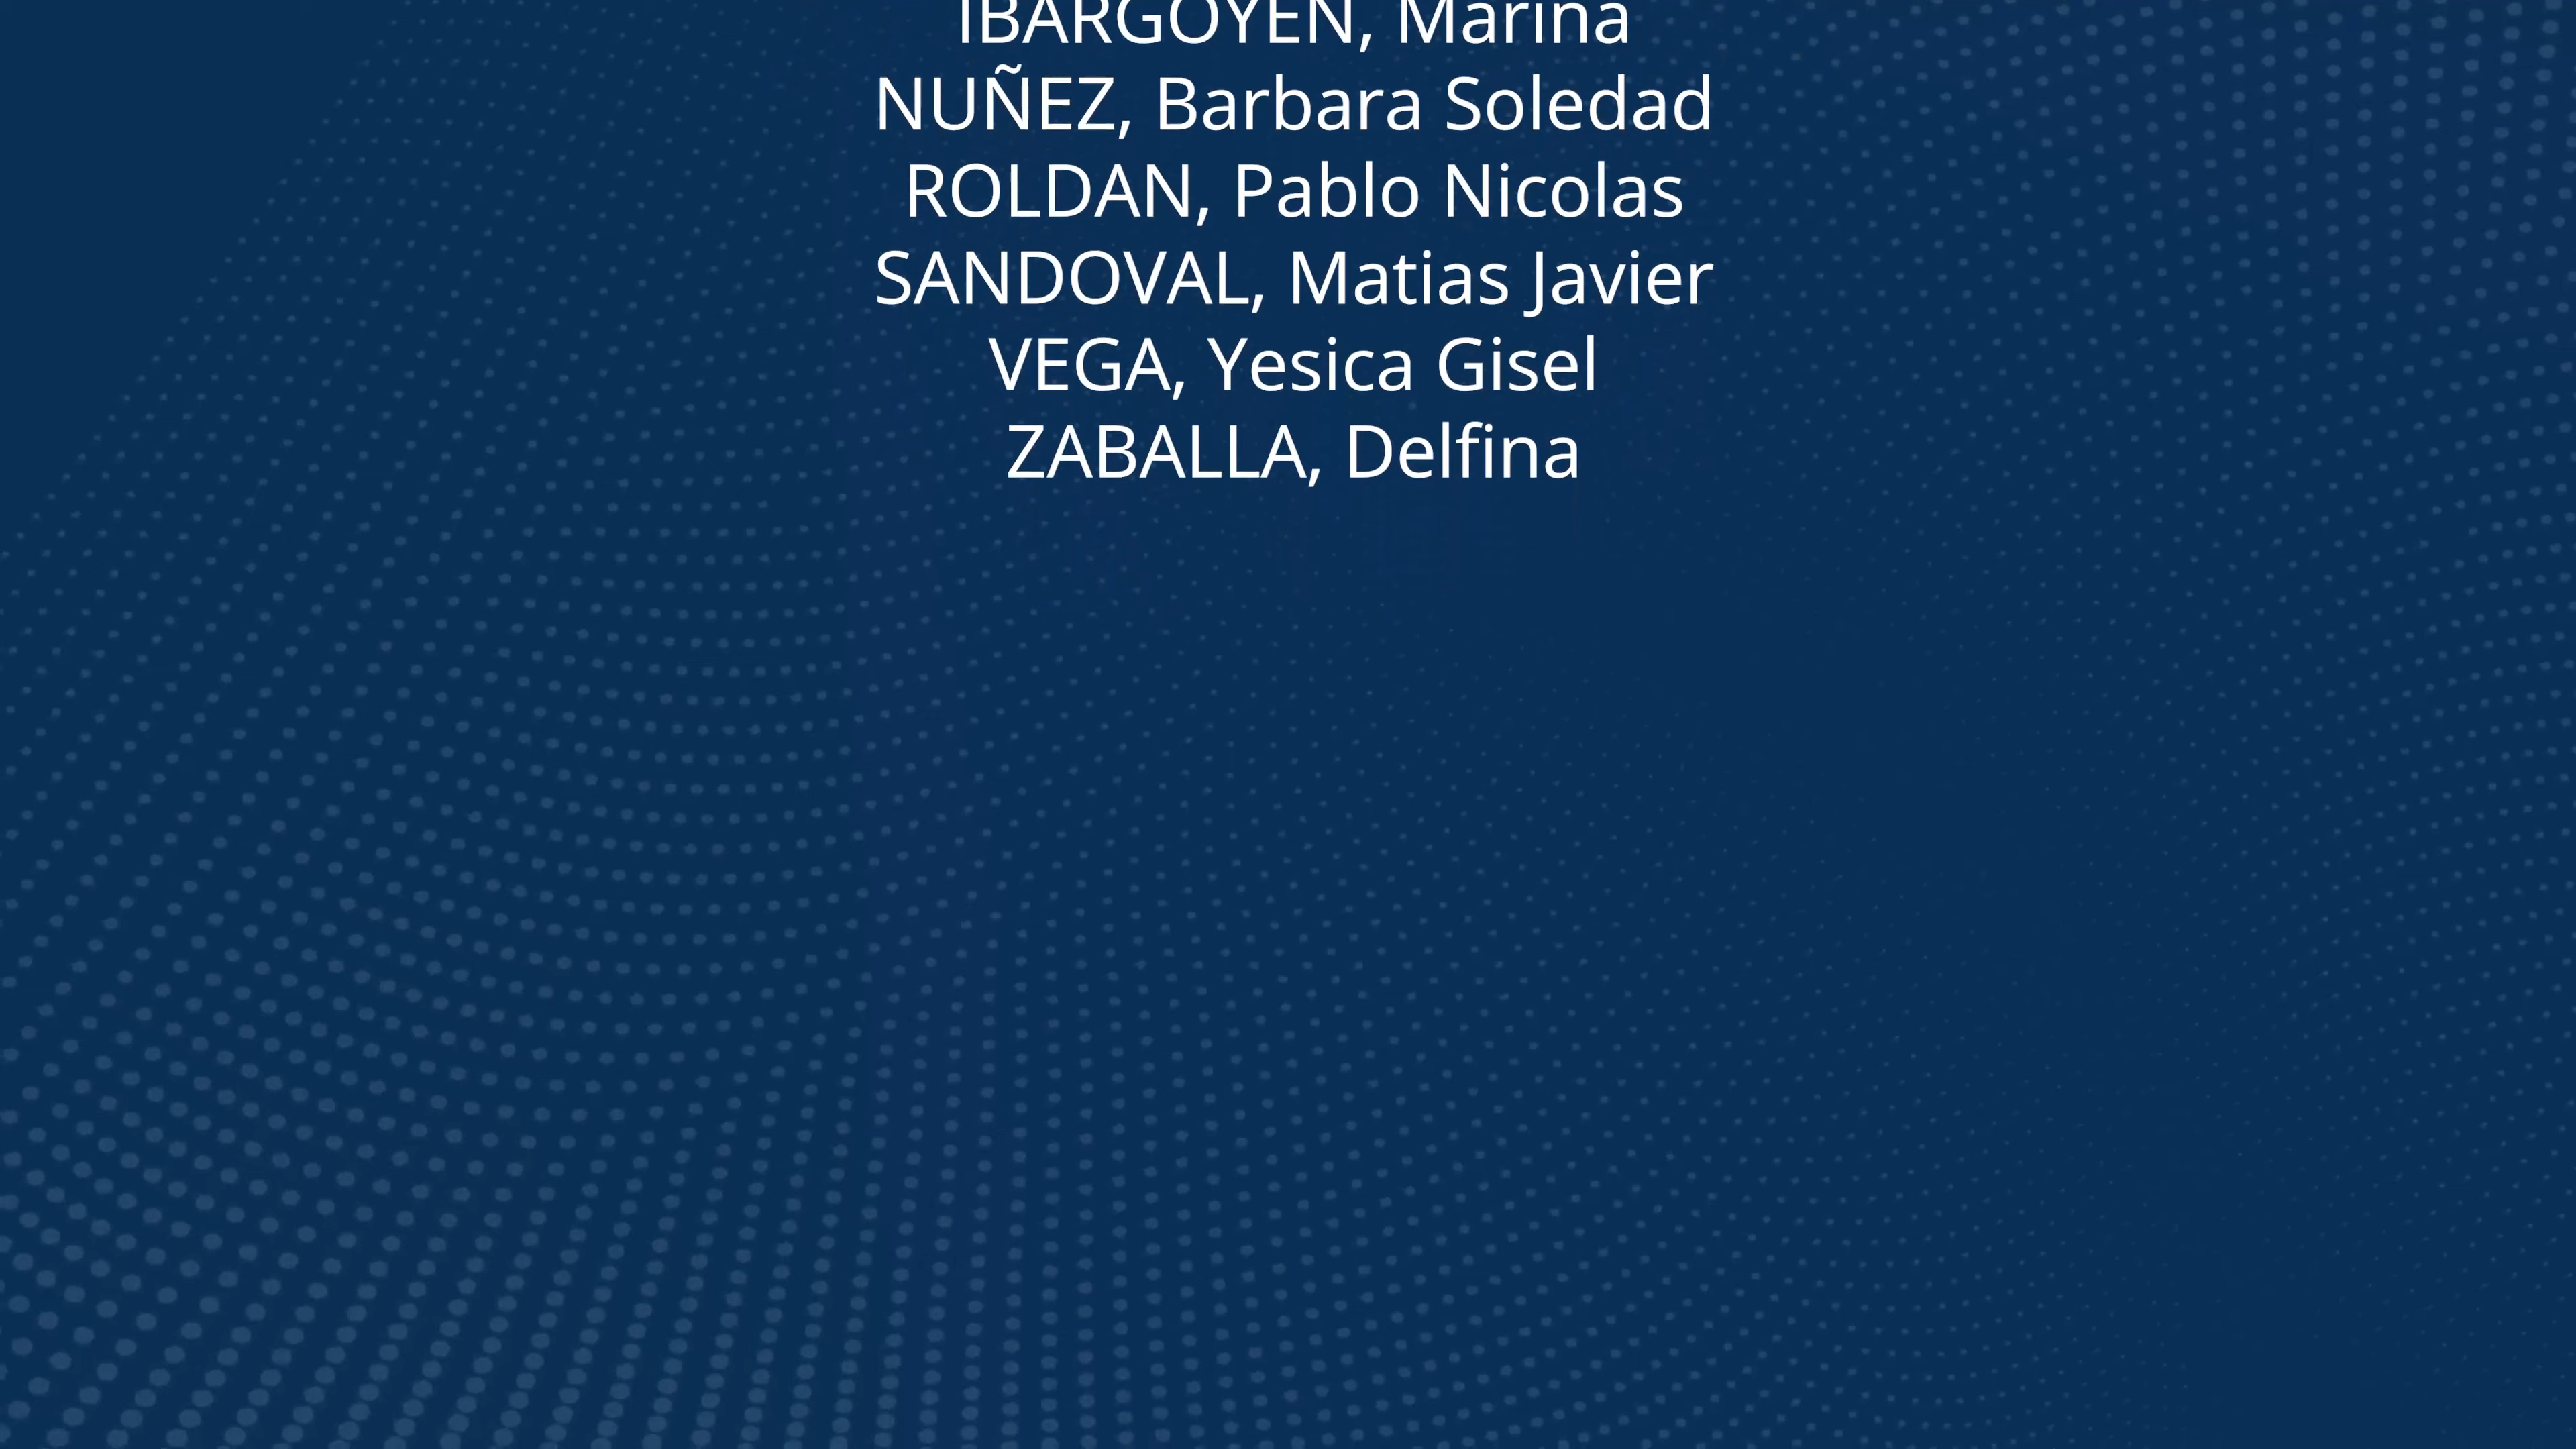 IBARGOYEN, Marina
NUÑEZ, Barbara Soledad
ROLDAN, Pablo Nicolas
SANDOVAL, Matias Javier
VEGA, Yesica Gisel
ZABALLA, Delfina